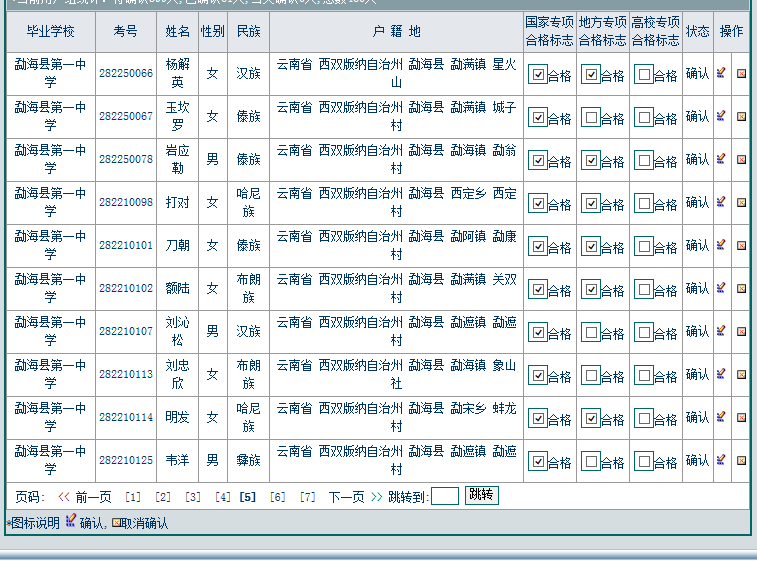 毕业学校 考号 姓名 性别 民族 户 籍 地 国家专项合格标志 地方专项合格标志 高校专项合格标志 状态 操作
勐海县第一中学 282250066 杨解英 女 汉族 云南省 西双版纳自治州 勐海县 勐满镇 星火山 合格 合格 合格 确认
勐海县第一中学 282250067 玉坎罗 女 傣族 云南省 西双版纳自治州 勐海县 勐满镇 城子村 合格 合格 合格 确认
勐海县第一中学 282250078 岩应勒 男 傣族 云南省 西双版纳自治州 勐海县 勐海镇 勐翁村 合格 合格 合格 确认
勐海县第一中学 282210098 打对 女 哈尼族 云南省 西双版纳自治州 勐海县 西定乡 西定村 合格 合格 合格 确认
勐海县第一中学 282210101 刀朝 女 傣族 云南省 西双版纳自治州 勐海县 勐阿镇 勐康村 合格 合格 合格 确认
勐海县第一中学 282210102 额陆 女 布朗族 云南省 西双版纳自治州 勐海县 勐满镇 关双村 合格 合格 合格 确认
勐海县第一中学 282210107 刘沁松 男 汉族 云南省 西双版纳自治州 勐海县 勐遮镇 勐遮村 合格 合格 合格 确认
勐海县第一中学 282210113 刘忠欣 女 布朗族 云南省 西双版纳自治州 勐海县 勐海镇 象山社 合格 合格 合格 确认
勐海县第一中学 282210114 明发 女 哈尼族 云南省 西双版纳自治州 勐海县 勐宋乡 蚌龙村 合格 合格 合格 确认
勐海县第一中学 282210125 韦洋 男 彝族 云南省 西双版纳自治州 勐海县 勐遮镇 勐遮村 合格 合格 合格 确认
页码: << 前一页 [1] [2] [3] [4] [5] [6] [7] 下一页 >> 跳转到: 跳转
*图标说明 确认, 取消确认